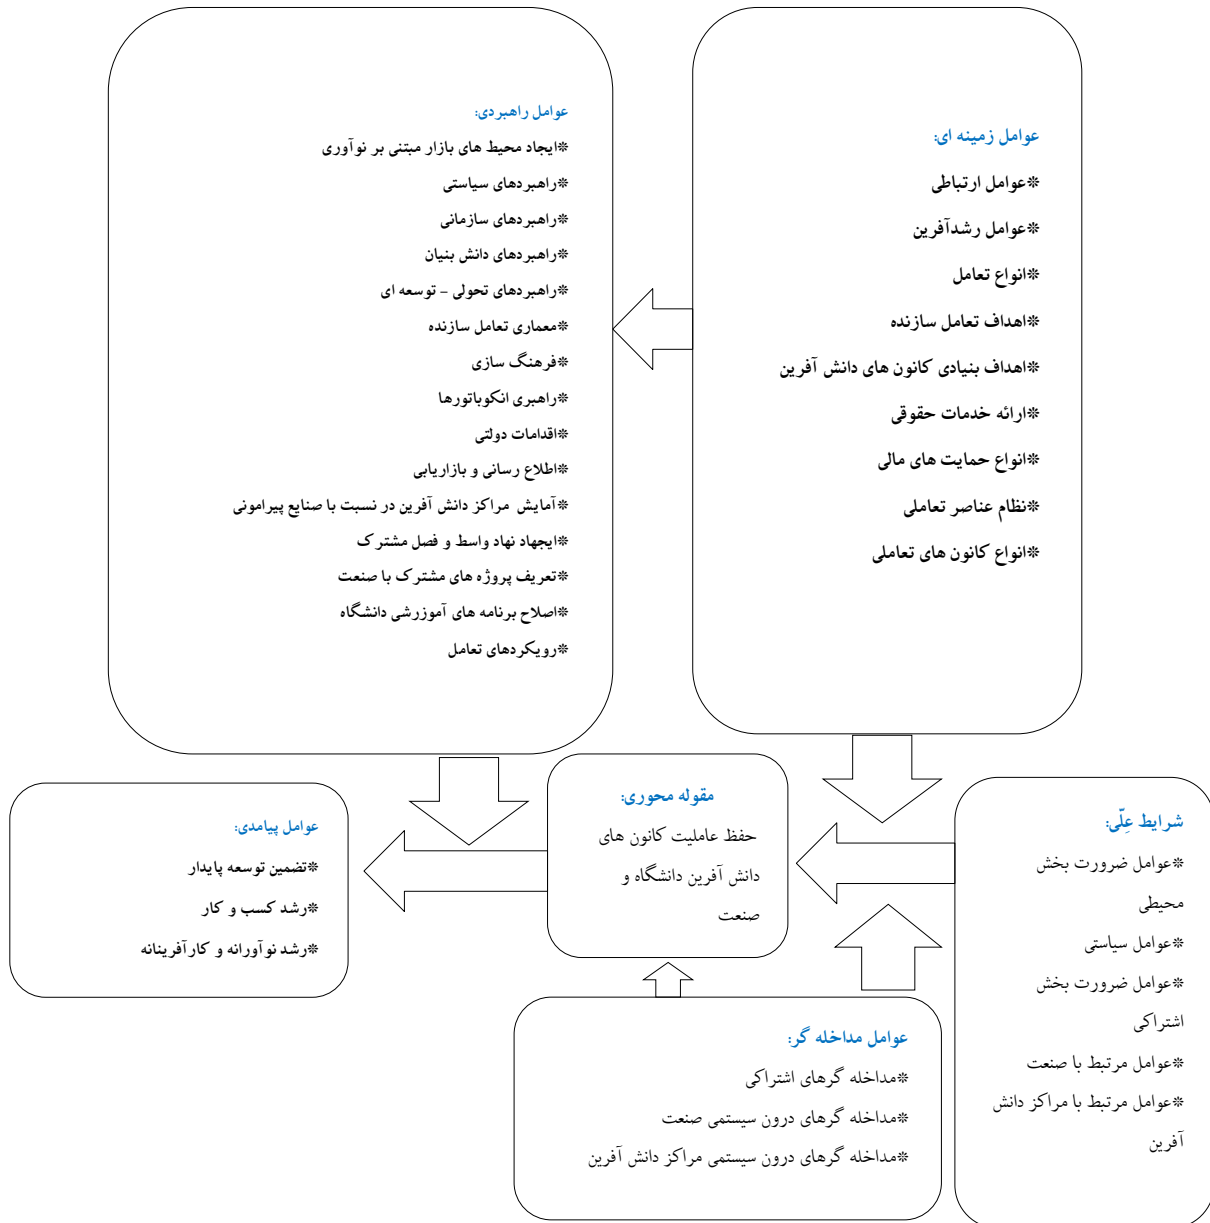 عوامل زمینه ای:
*عوامل ارتباطی
*عوامل رشدآفرین
*انواع تعامل
*اهداف تعامل سازنده
*اهداف بنیادی کانون های دانش آفرین
*ارائه خدمات حقوقی
*انواع حمایت های مالی
*نظام عناصر تعاملی
*انواع کانون های تعاملی
عوامل راهبردی:
*ایجاد محیط های بازار مبتنی بر نوآوری
*راهبردهای سیاستی
*راهبردهای سازمانی
*راهبردهای دانش بنیان
*راهبردهای تحولی – توسعه ای
*معماری تعامل سازنده
*فرهنگ سازی
*راهبری انکوباتورها
*اقدامات دولتی
*اطلاع رسانی و بازاریابی
*آمایش مراکز دانش آفرین در نسبت با صنایع پیرامونی
*ایجهاد نهاد واسط و فصل مشترک
*تعریف پروژه های مشترک با صنعت
*اصلاح برنامه های آموزرشی دانشگاه
*رویکردهای تعامل
شرایط عِلّی:
*عوامل ضرورت بخش
محیطی
*عوامل سیاستی
*عوامل ضرورت بخش
اشتراکی
*عوامل مرتبط با صنعت
*عوامل مرتبط با مراکز دانش
آفرین
مقوله محوری:
حفظ عاملیت کانون های
دانش آفرین دانشگاه و
صنعت
عوامل پیامدی:
*تضمین توسعه پایدار
*رشد کسب و کار
*رشد نوآورانه و کارآفرینانه
عوامل مداخله گر:
*مداخله گرهای اشتراکی
*مداخله گرهای درون سیستمی صنعت
*مداخله گرهای درون سیستمی مراکز دانش آفرین